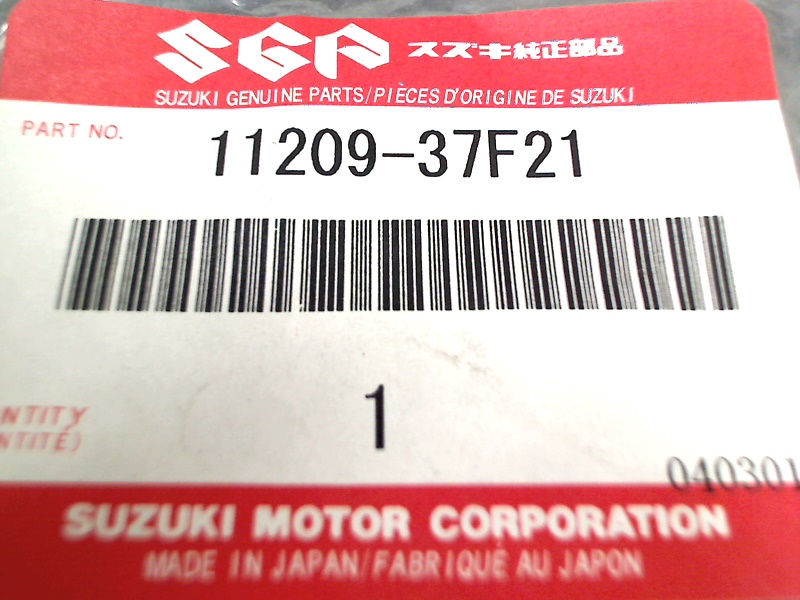 SGP スズキ純正部品
SUZUKI GENUINE PARTS/PIÈCES D'ORIGINE DE SUZUKI
PART NO. 11209-37F21
1
040301
SUZUKI MOTOR CORPORATION
MADE IN JAPAN/FABRIQUÉ AU JAPON